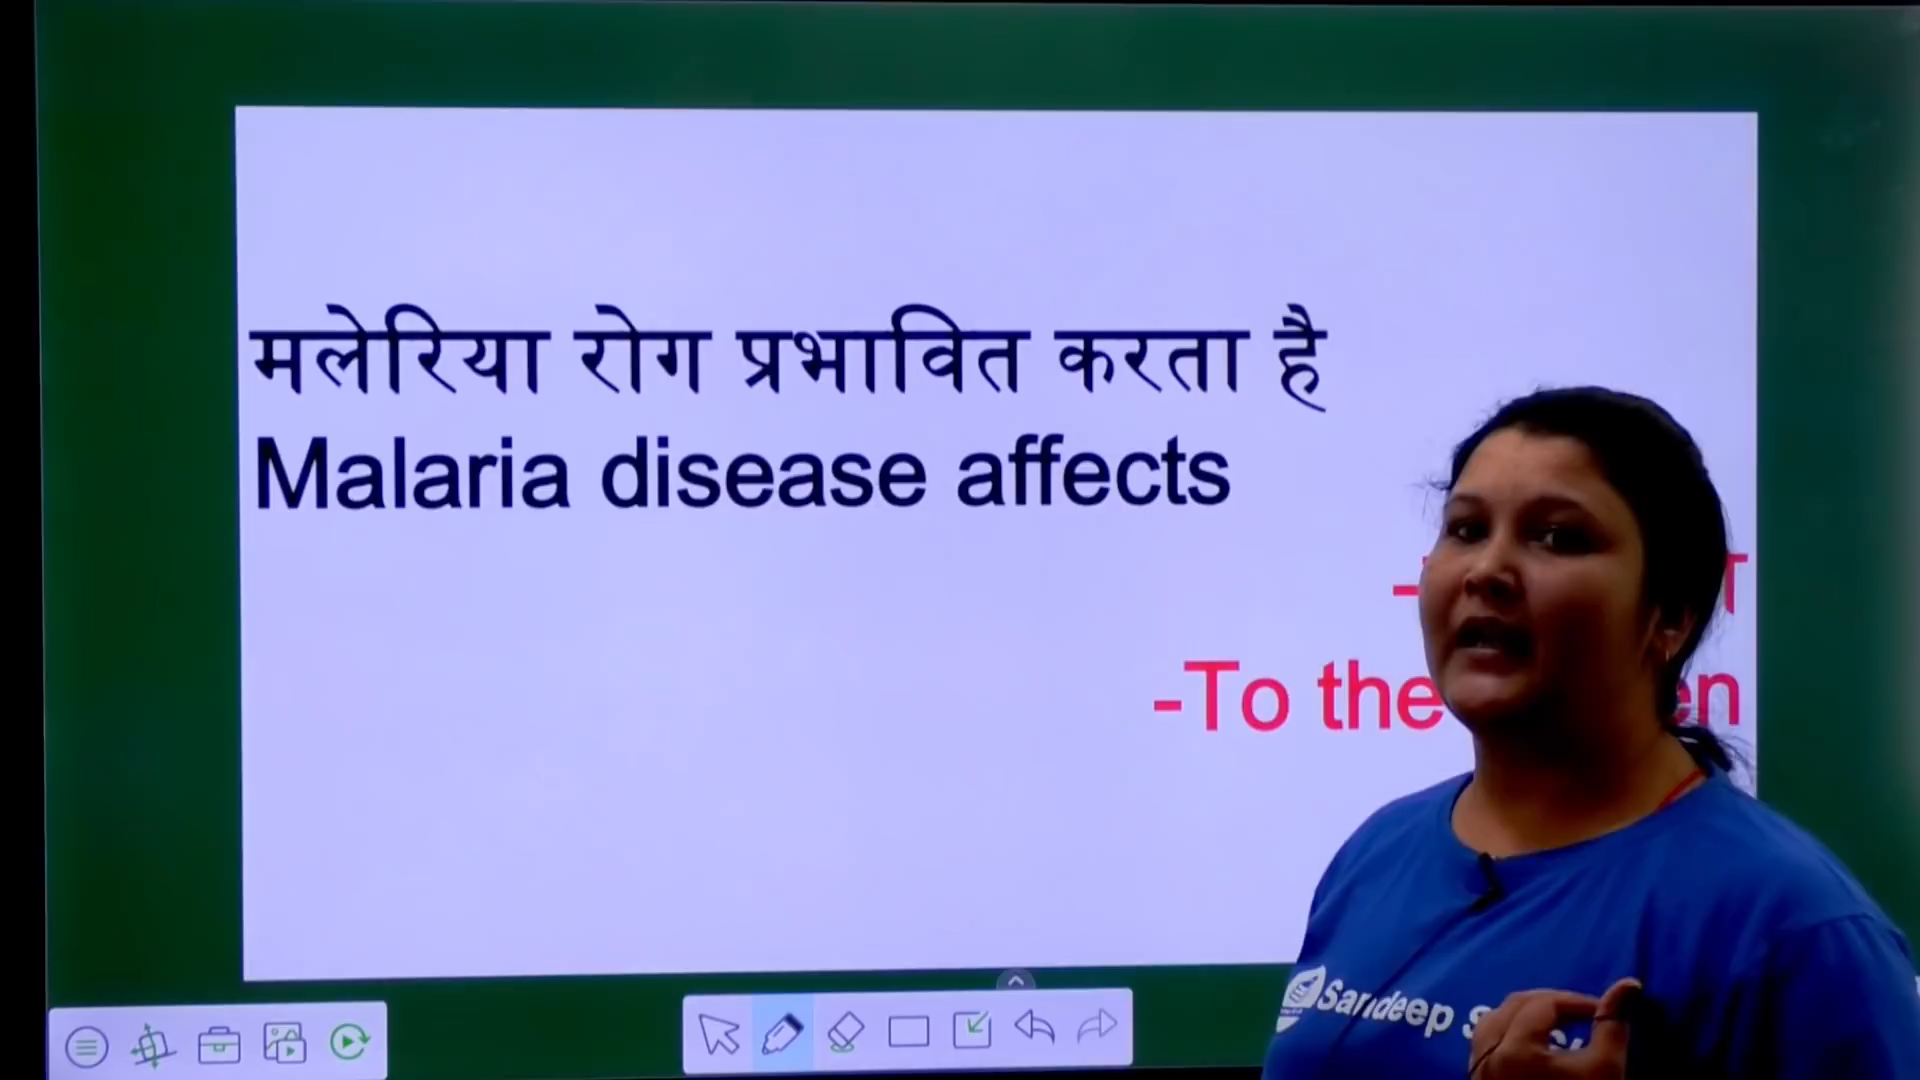 मलेरिया रोग प्रभावित करता है
Malaria disease affects
-To the
Sandeep